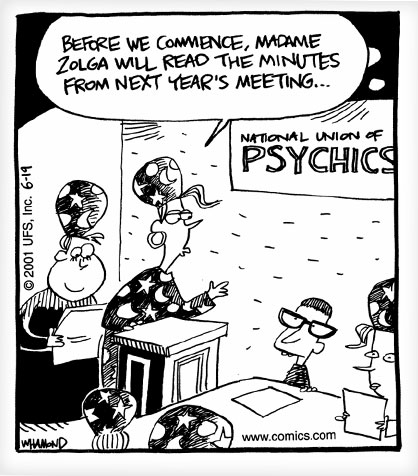 BEFORE WE COMMENCE, MADAME
ZOLGA WILL READ THE MINUTES
FROM NEXT YEAR'S MEETING...
NATIONAL UNION OF
PSYCHICS
© 2001 UFS, Inc. 6-19
WHAMOND
www.comics.com